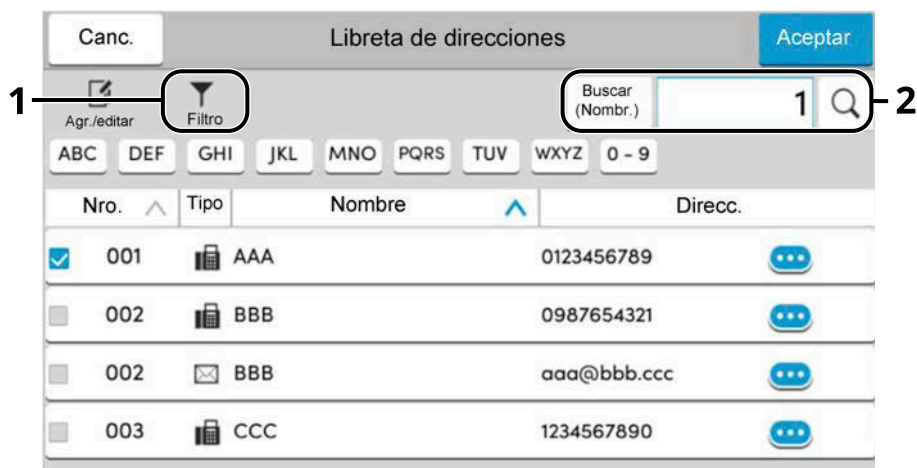 Canc. Libreta de direcciones Aceptar
1 Agr./editar Filtro Buscar (Nombr.) 1 2
ABC DEF GHI JKL MNO PQRS TUV WXYZ 0 - 9
Nro. Tipo Nombre Direcc.
001 AAA 0123456789
002 BBB 0987654321
002 BBB aaa@bbb.ccc
003 CCC 1234567890